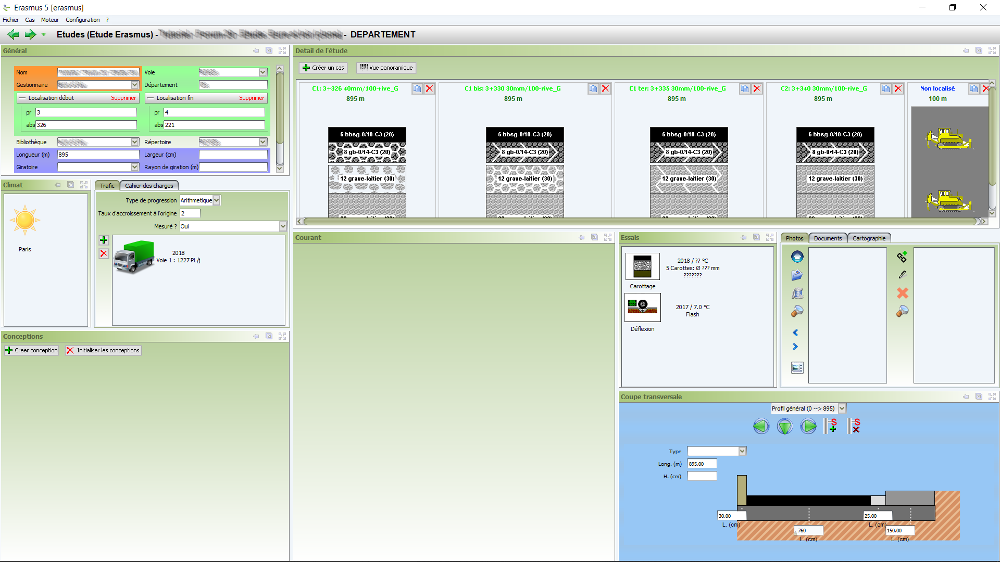 Erasmus 5 [erasmus]
Fichier Cas Moteur Configuration ?
Etudes (Etude Erasmus) - - DEPARTEMENT
Général
Nom
Voie
Gestionnaire
Département
Localisation début Supprimer
Localisation fin Supprimer
pr 3
pr 4
abs 326
abs 221
Bibliothèque
Répertoire
Longueur (m) 895
Largeur (cm)
Giratoire
Rayon de giration (m)
Detail de l'étude
Créer un cas
Vue panoramique
C1: 3+326 40mm/100-rive_G
895 m
6 bbsg-0/10-C3 (20)
8 gb-0/14-C3 (20)
12 grave-laitier (30)
C1 bis: 3+330 30mm/100-rive_G
895 m
6 bbsg-0/10-C3 (20)
8 gb-0/14-C3 (20)
12 grave-laitier (30)
C1 ter: 3+335 30mm/100-rive_G
895 m
6 bbsg-0/10-C3 (20)
8 gb-0/14-C3 (20)
12 grave-laitier (30)
C2: 3+340 30mm/100-rive_G
895 m
6 bbsg-0/10-C3 (20)
8 gb-0/14-C3 (20)
12 grave-laitier (30)
Non localisé
100 m
Climat
Paris
Trafic
Cahier des charges
Type de progression Arithmetique
Taux d'accroissement à l'origine 2
Mesuré ? Oui
2018
Voie 1 : 1227 PL/j
Conceptions
Creer conception
Initialiser les conceptions
Courant
Essais
Carottage
2018 / ?? °C
5 Carottes: Ø ??? mm
???????
Déflexion
2017 / 7.0 °C
Flash
Photos
Documents
Cartographie
Coupe transversale
Profil général (0 --> 895)
S
S
Type
Long. (m) 895.00
H. (cm)
30.00
L. (cm)
760
L. (cm)
25.00
L. (cm)
150.00
L. (cm)